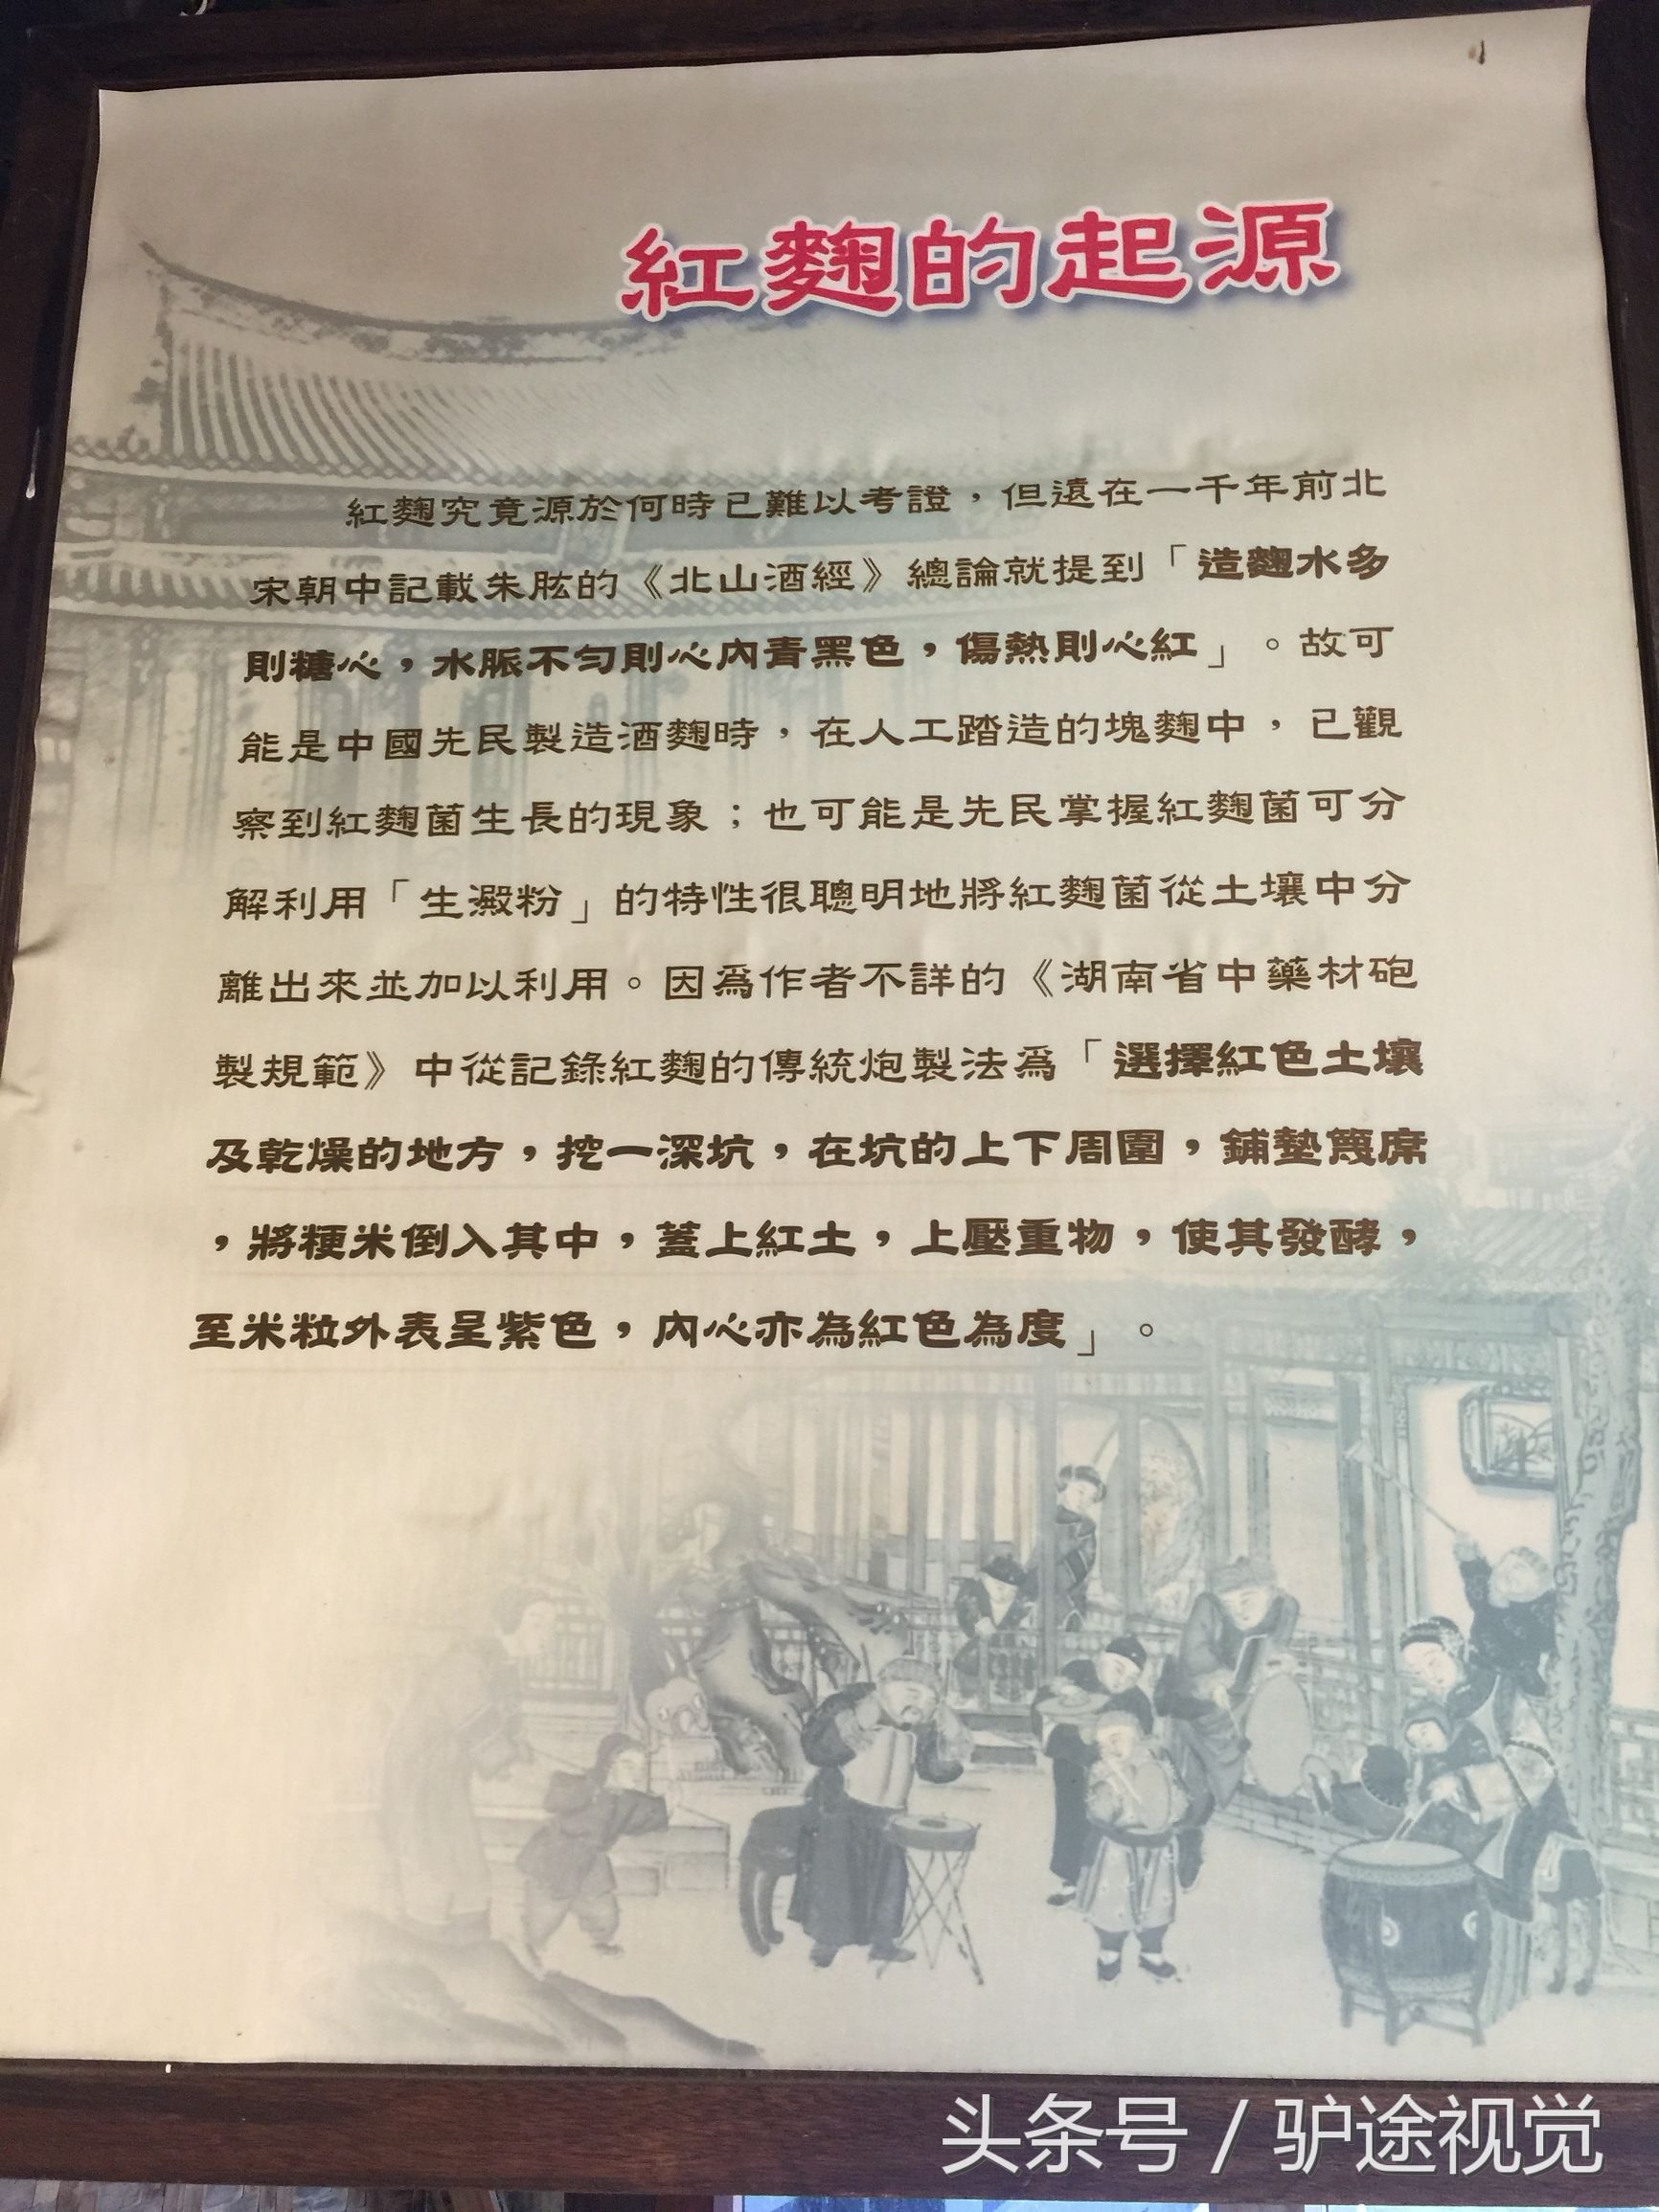 紅麴的起源
紅麴究竟源於何時已難以考證，但遠在一千年前北
宋朝中記載朱肱的《北山酒經》總論就提到「造麴水多
則糖心，水脈不勻則心內青黑色，傷熱則心紅」。故可
能是中國先民製造酒麴時，在人工踏造的塊麴中，已觀
察到紅麴菌生長的現象；也可能是先民掌握紅麴菌可分
解利用「生澱粉」的特性很聰明地將紅麴菌從土壤中分
離出來並加以利用。因為作者不詳的《湖南省中藥材砲
製規範》中從記錄紅麴的傳統炮製法為「選擇紅色土壤
及乾燥的地方，挖一深坑，在坑的上下周圍，鋪墊篾席
，將粳米倒入其中，蓋上紅土，上壓重物，使其發酵，
至米粒外表呈紫色，內心亦為紅色為度」。
头条号 / 驴途视觉